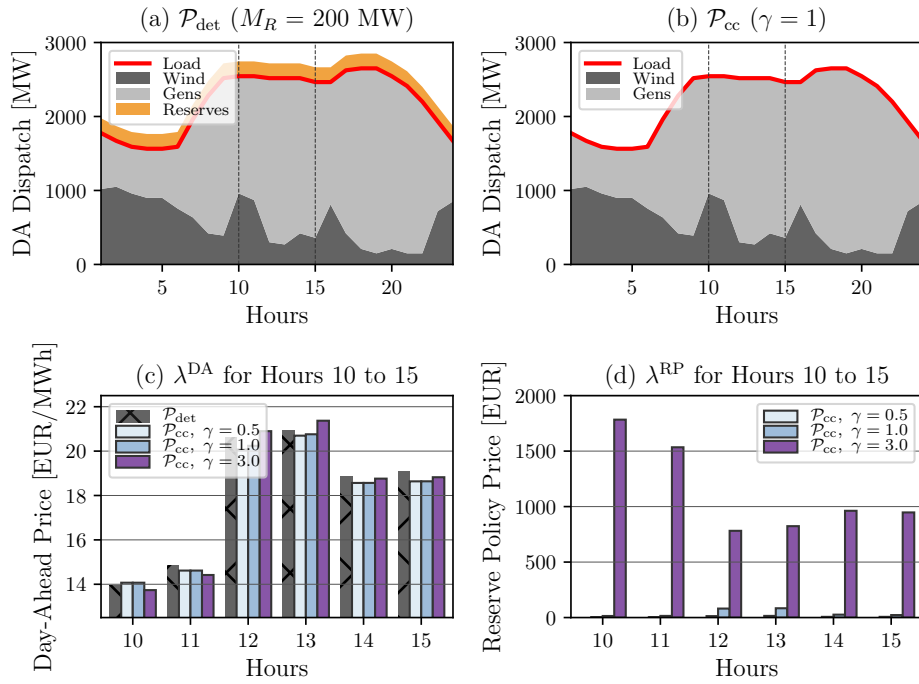 (a) 𝒫det (M_R = 200 MW)
DA Dispatch [MW]
3000
2000
1000
0
Load
Wind
Gens
Reserves
5 10 15 20
Hours
(b) 𝒫cc (γ = 1)
DA Dispatch [MW]
3000
2000
1000
0
Load
Wind
Gens
5 10 15 20
Hours
(c) λ^DA for Hours 10 to 15
Day-Ahead Price [EUR/MWh]
22
20
18
16
14
𝒫det
𝒫cc, γ = 0.5
𝒫cc, γ = 1.0
𝒫cc, γ = 3.0
10 11 12 13 14 15
Hours
(d) λ^RP for Hours 10 to 15
Reserve Policy Price [EUR]
2000
1500
1000
500
0
𝒫cc, γ = 0.5
𝒫cc, γ = 1.0
𝒫cc, γ = 3.0
10 11 12 13 14 15
Hours